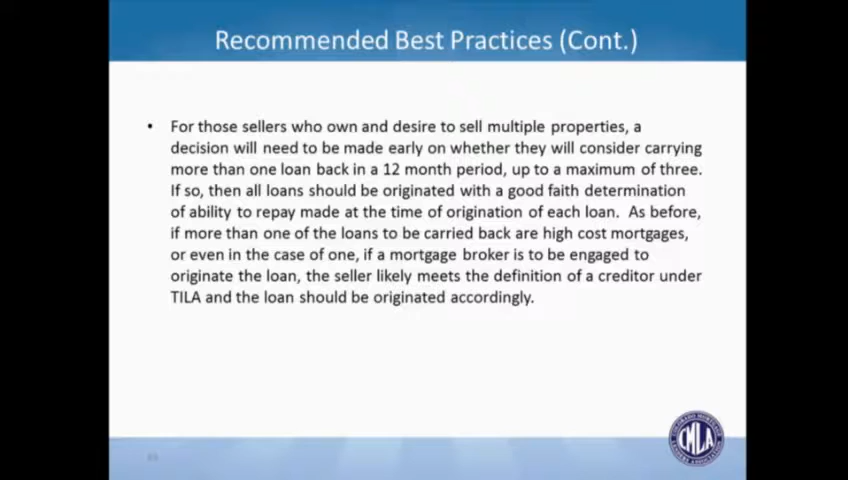 Recommended Best Practices (Cont.)
• For those sellers who own and desire to sell multiple properties, a
decision will need to be made early on whether they will consider carrying
more than one loan back in a 12 month period, up to a maximum of three.
If so, then all loans should be originated with a good faith determination
of ability to repay made at the time of origination of each loan. As before,
if more than one of the loans to be carried back are high cost mortgages,
or even in the case of one, if a mortgage broker is to be engaged to
originate the loan, the seller likely meets the definition of a creditor under
TILA and the loan should be originated accordingly.
CMLA